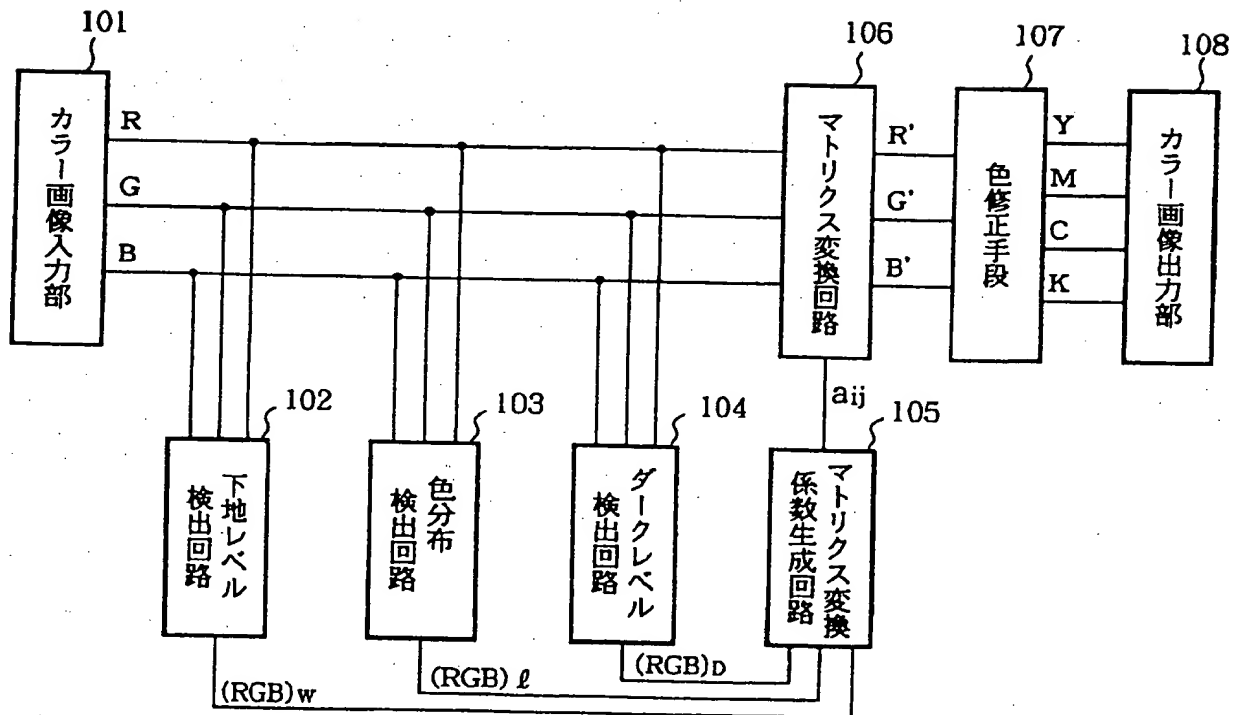 101
カラー画像入力部
R
G
B
106
マトリクス変換回路
R'
G'
B'
107
色修正手段
Y
M
C
K
108
カラー画像出力部
102
下地レベル
検出回路
103
色分布
検出回路
104
ダークレベル
検出回路
aij
105
マトリクス変換
係数生成回路
(RGB)w
(RGB)ℓ
(RGB)D